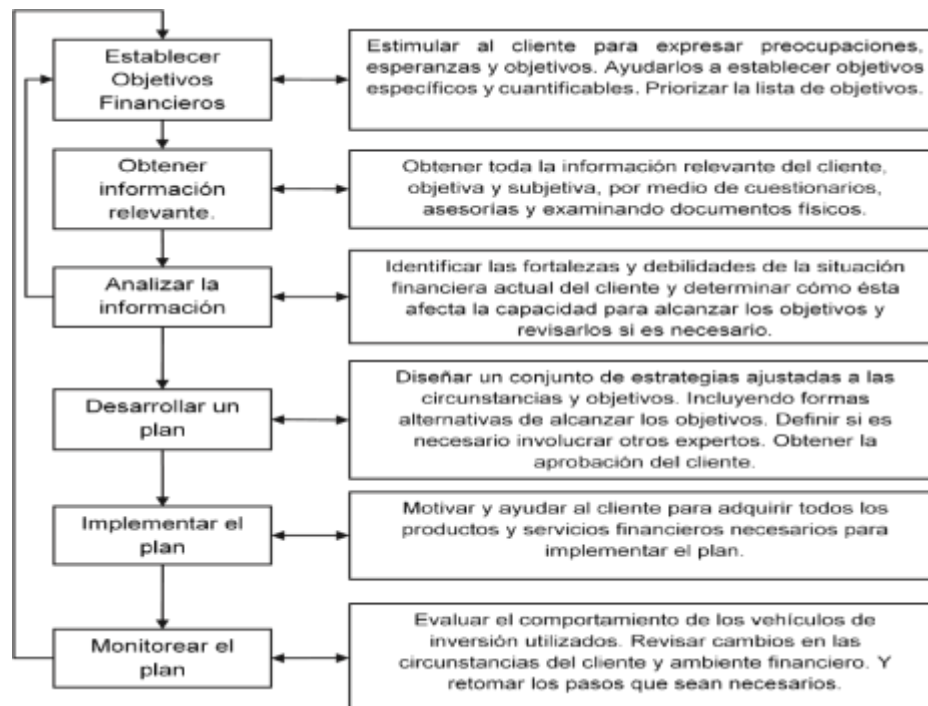 Establecer
Objetivos
Financieros
Estimular al cliente para expresar preocupaciones,
esperanzas y objetivos. Ayudarlos a establecer objetivos
específicos y cuantificables. Priorizar la lista de objetivos.
Obtener
información
relevante.
Obtener toda la información relevante del cliente,
objetiva y subjetiva, por medio de cuestionarios,
asesorías y examinando documentos físicos.
Analizar la
información
Identificar las fortalezas y debilidades de la situación
financiera actual del cliente y determinar cómo ésta
afecta la capacidad para alcanzar los objetivos y
revisarlos si es necesario.
Desarrollar un
plan
Diseñar un conjunto de estrategias ajustadas a las
circunstancias y objetivos. Incluyendo formas
alternativas de alcanzar los objetivos. Definir si es
necesario involucrar otros expertos. Obtener la
aprobación del cliente.
Implementar el
plan
Motivar y ayudar al cliente para adquirir todos los
productos y servicios financieros necesarios para
implementar el plan.
Monitorear el
plan
Evaluar el comportamiento de los vehículos de
inversión utilizados. Revisar cambios en las
circunstancias del cliente y ambiente financiero. Y
retomar los pasos que sean necesarios.